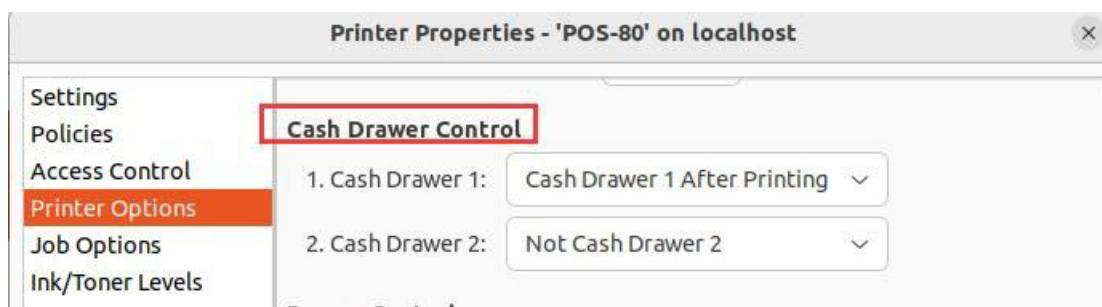 Printer Properties - 'POS-80' on localhost
Settings
Policies
Access Control
Printer Options
Job Options
Ink/Toner Levels
Cash Drawer Control
1. Cash Drawer 1: Cash Drawer 1 After Printing
2. Cash Drawer 2: Not Cash Drawer 2